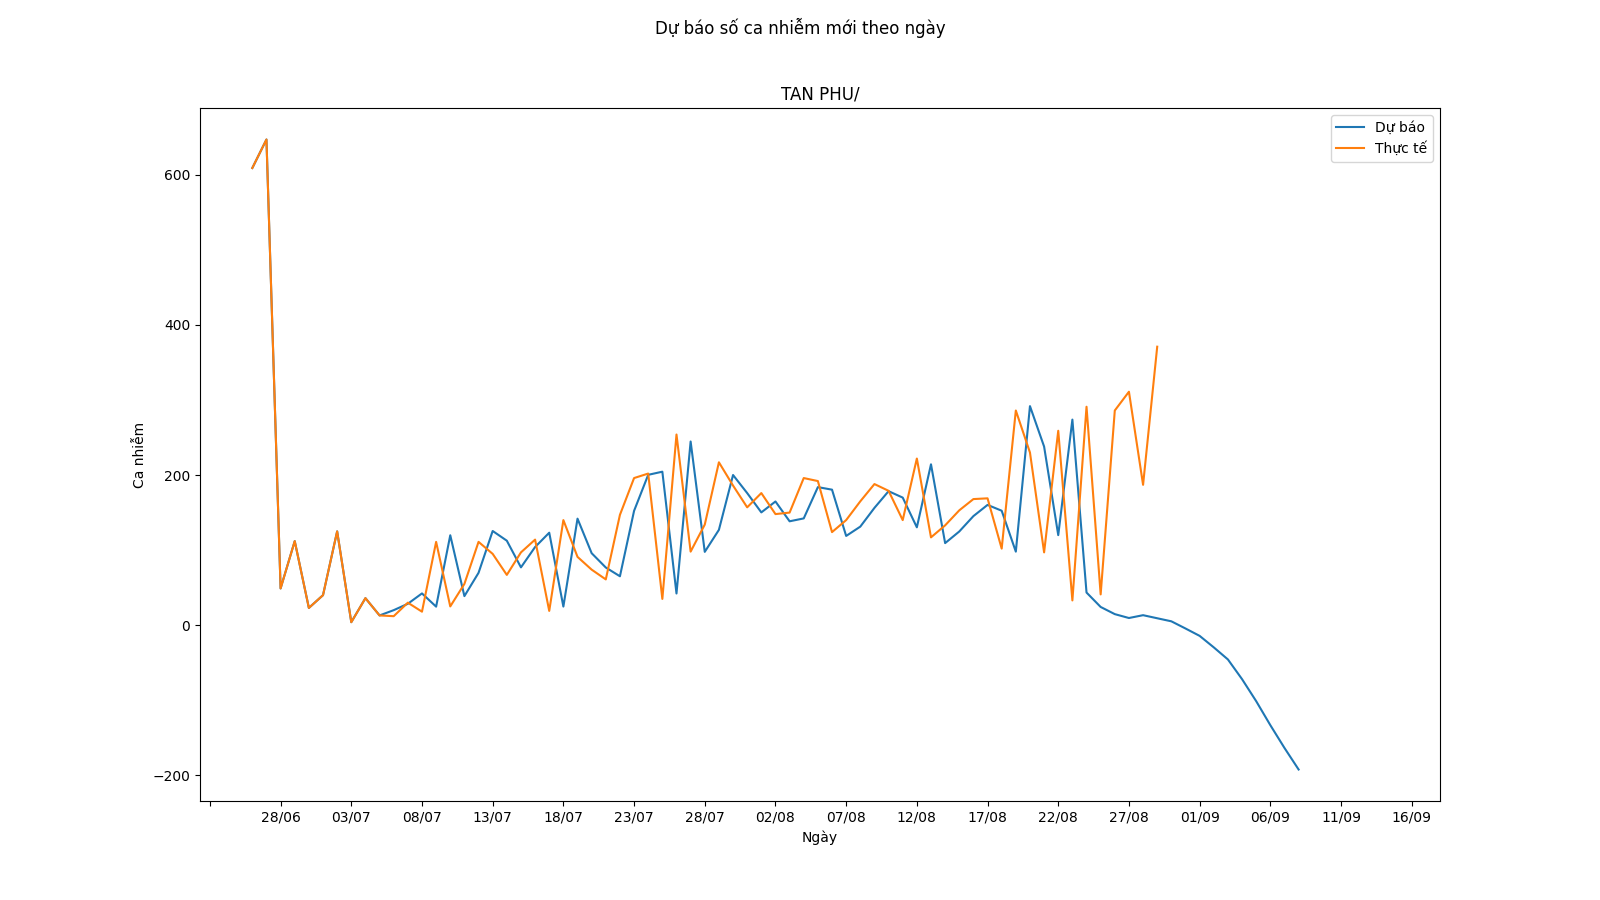 Dự báo số ca nhiễm mới theo ngày
TAN PHU/
Dự báo
Thực tế
600
400
200
0
−200
Ca nhiễm
28/06 03/07 08/07 13/07 18/07 23/07 28/07 02/08 07/08 12/08 17/08 22/08 27/08 01/09 06/09 11/09 16/09
Ngày